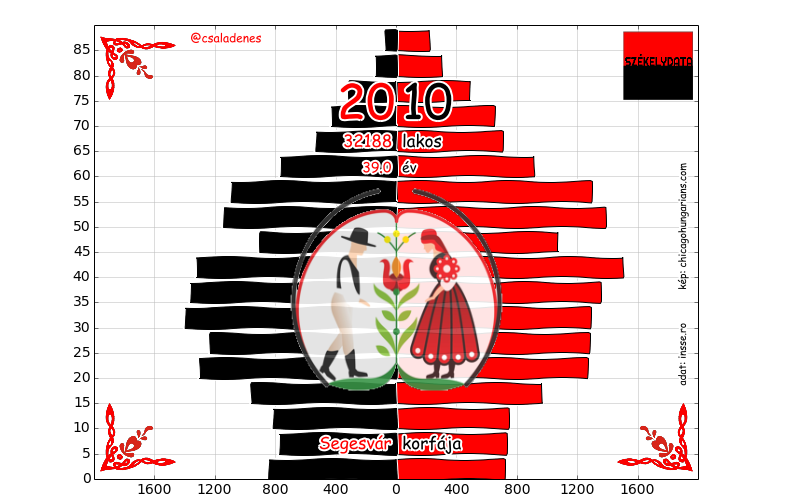 @csaladenes
SZÉKELYDATA
2010
32188 lakos
39.0 év
kép: chicagohungarians.com
adat: insse.ro
Segesvár korfája
85
80
75
70
65
60
55
50
45
40
35
30
25
20
15
10
5
0
1600 1200 800 400 0 400 800 1200 1600